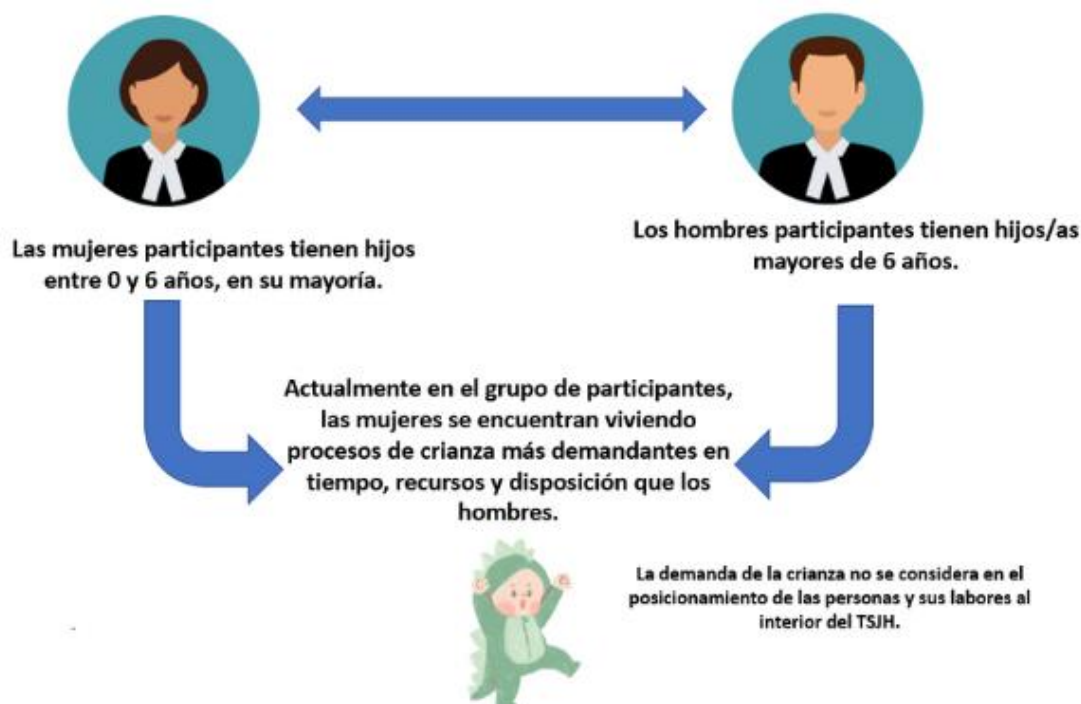 Las mujeres participantes tienen hijos
entre 0 y 6 años, en su mayoría.
Los hombres participantes tienen hijos/as
mayores de 6 años.
Actualmente en el grupo de participantes,
las mujeres se encuentran viviendo
procesos de crianza más demandantes en
tiempo, recursos y disposición que los
hombres.
La demanda de la crianza no se considera en el
posicionamiento de las personas y sus labores al
interior del TSJH.